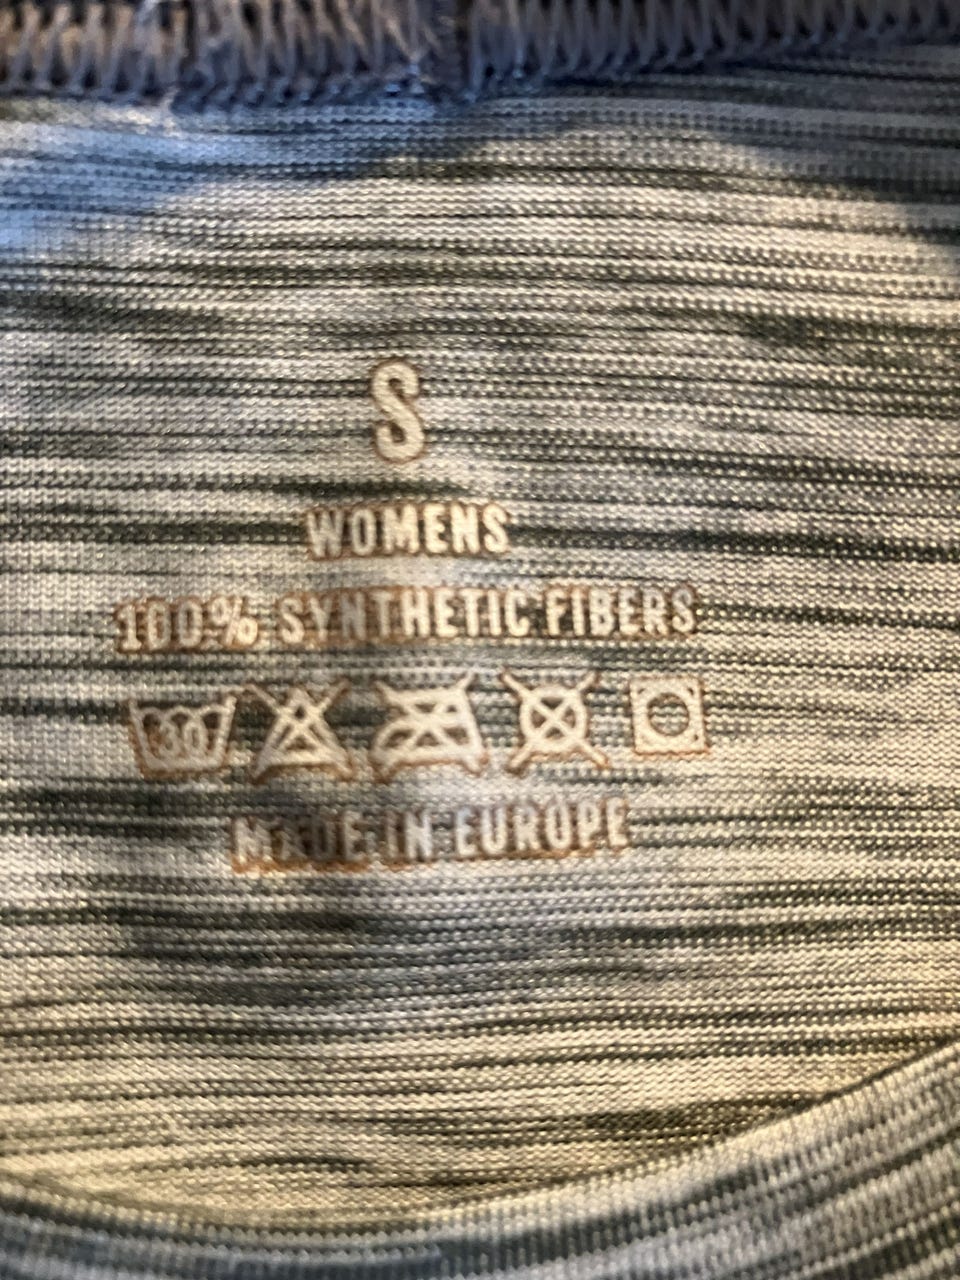 S
WOMENS
100% SYNTHETIC FIBERS
30
MADE IN EUROPE